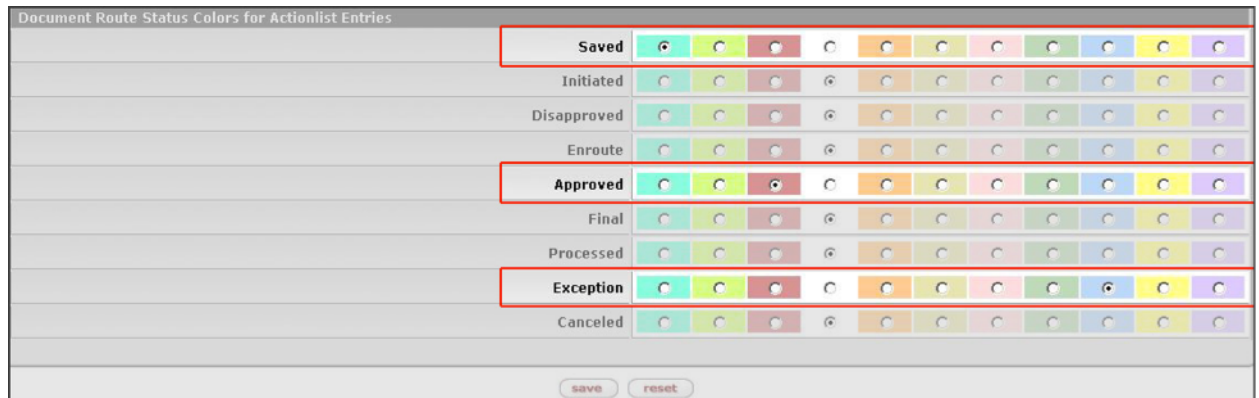 Document Route Status Colors for Actionlist Entries
Saved
Initiated
Disapproved
Enroute
Approved
Final
Processed
Exception
Canceled
save reset